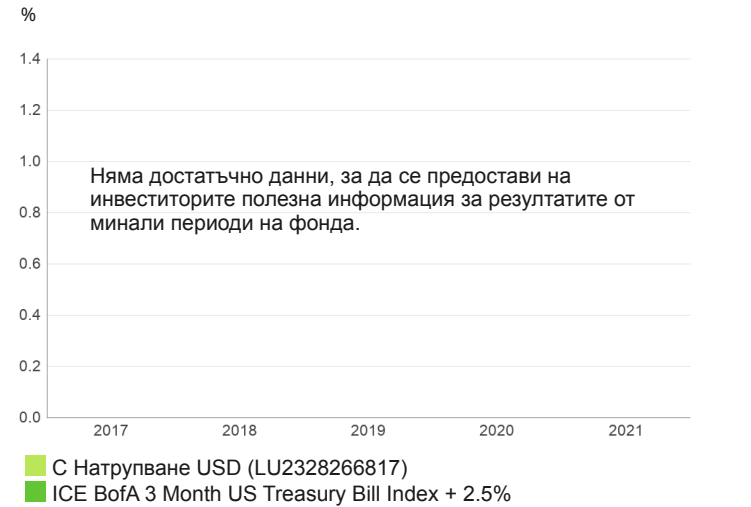 %
1.4
1.2
1.0
Няма достатъчно данни, за да се предостави на
инвеститорите полезна информация за резултатите от
0.8
минали периоди на фонда.
0.6
0.4
0.2
0.0
2017 2018 2019 2020 2021
C Натрупване USD (LU2328266817)
ICE BofA 3 Month US Treasury Bill Index + 2.5%